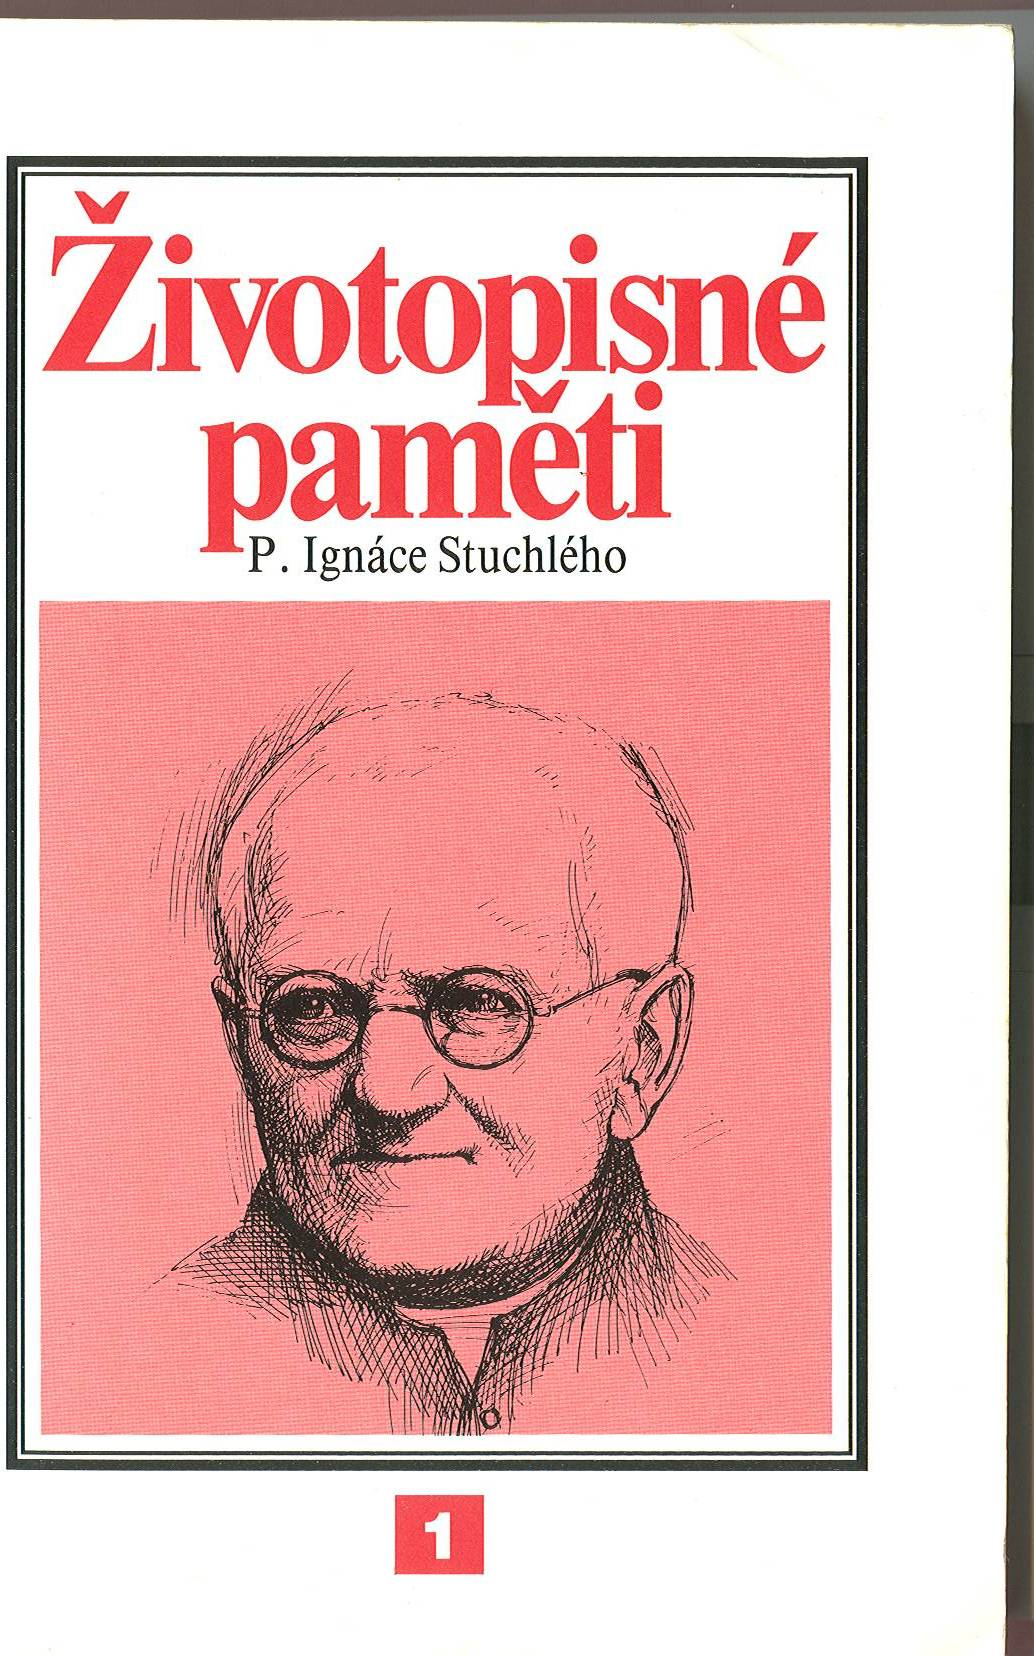 Životopisné
paměti
P. Ignáce Stuchlého
1